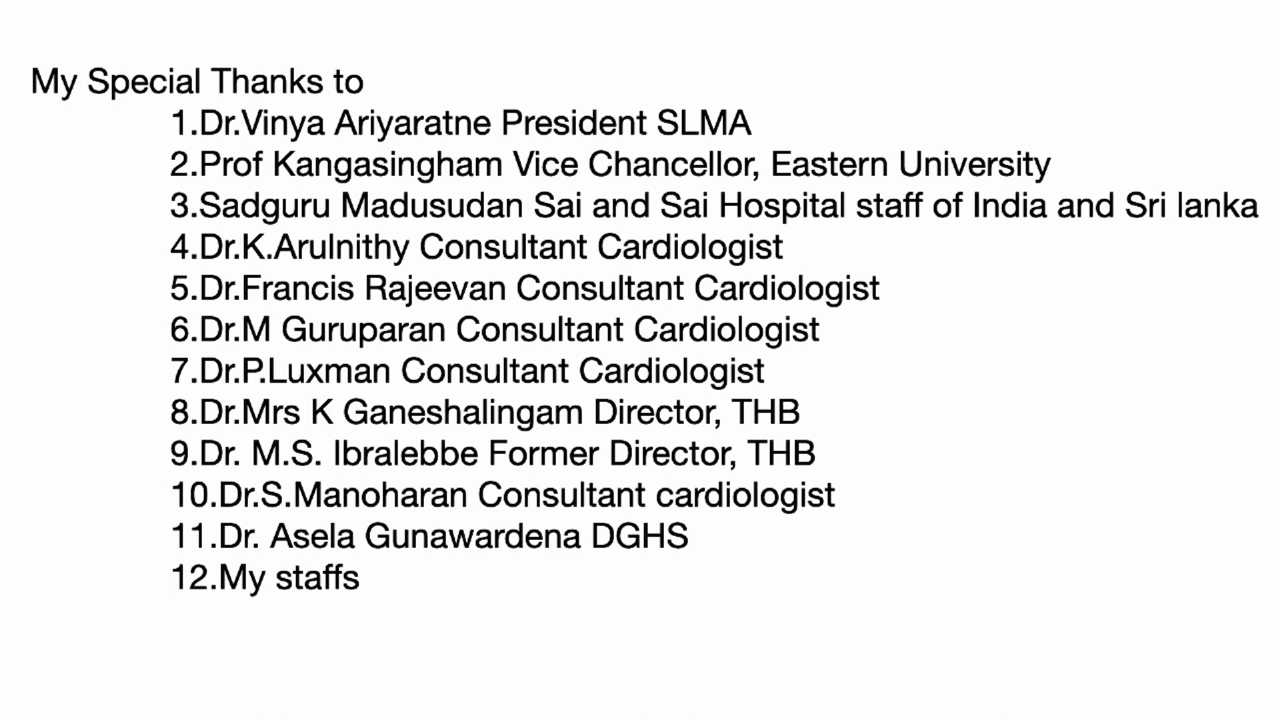 My Special Thanks to
1.Dr.Vinya Ariyaratne President SLMA
2.Prof Kangasingham Vice Chancellor, Eastern University
3.Sadguru Madusudan Sai and Sai Hospital staff of India and Sri lanka
4.Dr.K.Arulnithy Consultant Cardiologist
5.Dr.Francis Rajeevan Consultant Cardiologist
6.Dr.M Guruparan Consultant Cardiologist
7.Dr.P.Luxman Consultant Cardiologist
8.Dr.Mrs K Ganeshalingam Director, THB
9.Dr. M.S. Ibralebbe Former Director, THB
10.Dr.S.Manoharan Consultant cardiologist
11.Dr. Asela Gunawardena DGHS
12.My staffs